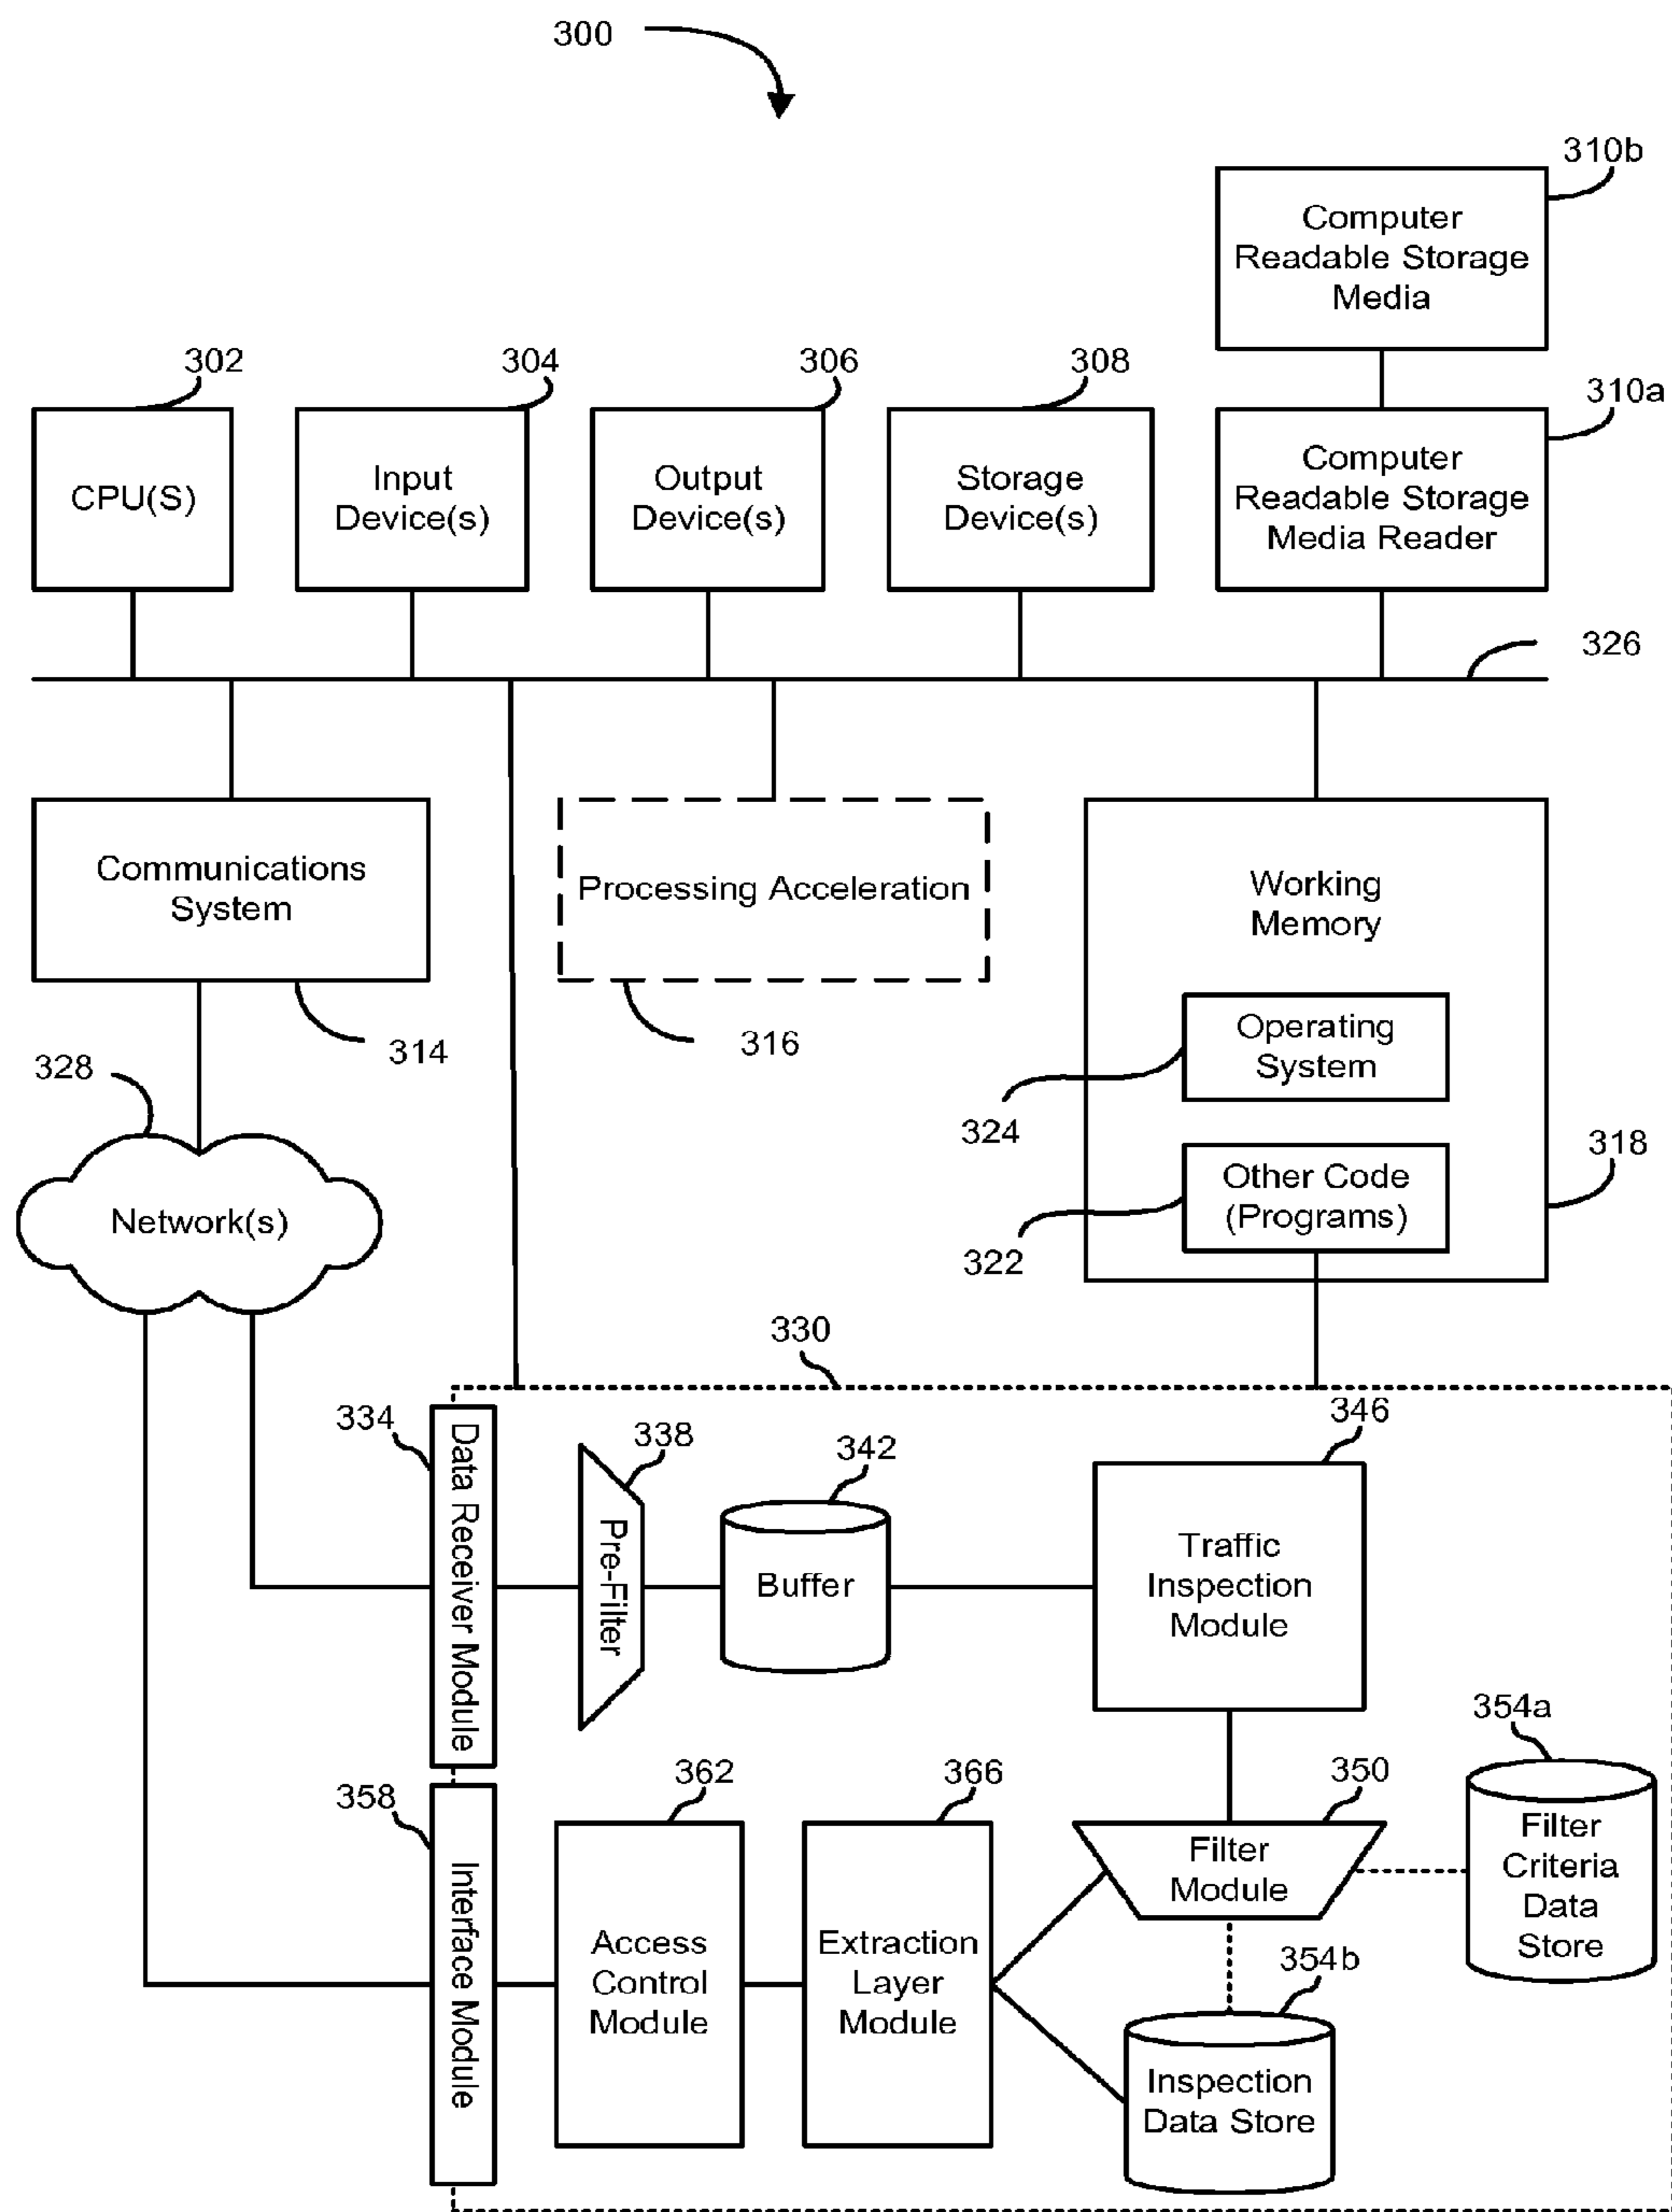 300
310b
Computer
Readable Storage
Media
302
304
306
308
310a
CPU(S)
Input
Device(s)
Output
Device(s)
Storage
Device(s)
Computer
Readable Storage
Media Reader
326
Communications
System
Processing Acceleration
Working
Memory
314
316
Operating
System
324
328
Network(s)
Other Code
(Programs)
322
318
330
334
Data Receiver Module
338
Pre-Filter
342
Buffer
346
Traffic
Inspection
Module
354a
Filter
Criteria
Data
Store
358
Interface Module
362
Access
Control
Module
366
Extraction
Layer
Module
350
Filter
Module
354b
Inspection
Data Store